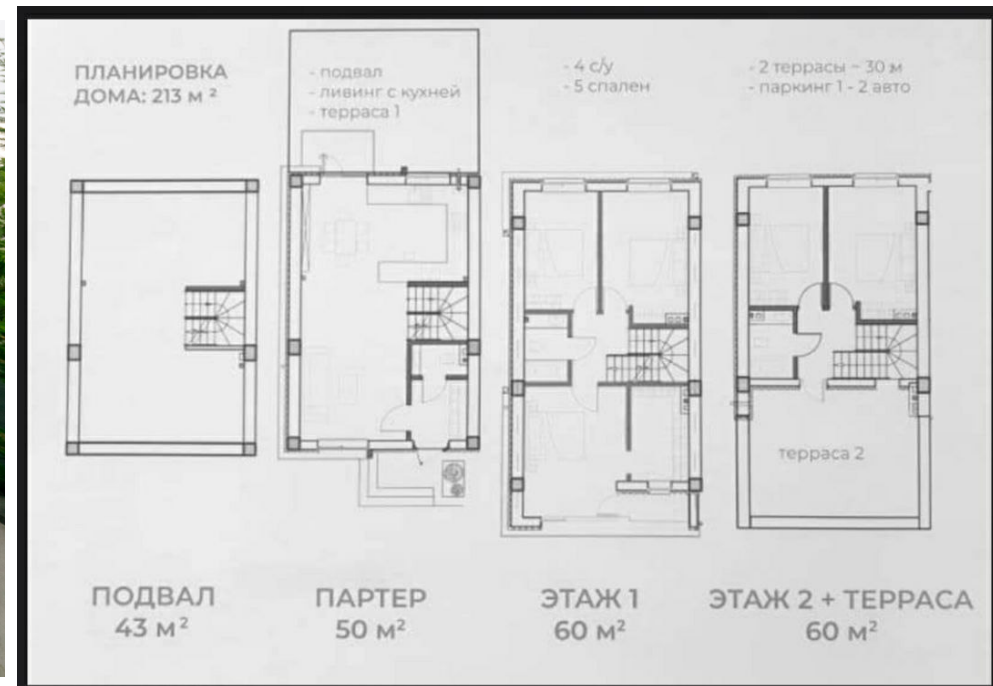 ПЛАНИРОВКА
ДОМА: 213 м ²
- подвал
- ливинг с кухней
- терраса 1
- 4 с/у
- 5 спален
- 2 террасы ~ 30 м
- паркинг 1 - 2 авто
терраса 2
ПОДВАЛ
43 м²
ПАРТЕР
50 м²
ЭТАЖ 1
60 м²
ЭТАЖ 2 + ТЕРРАСА
60 м²